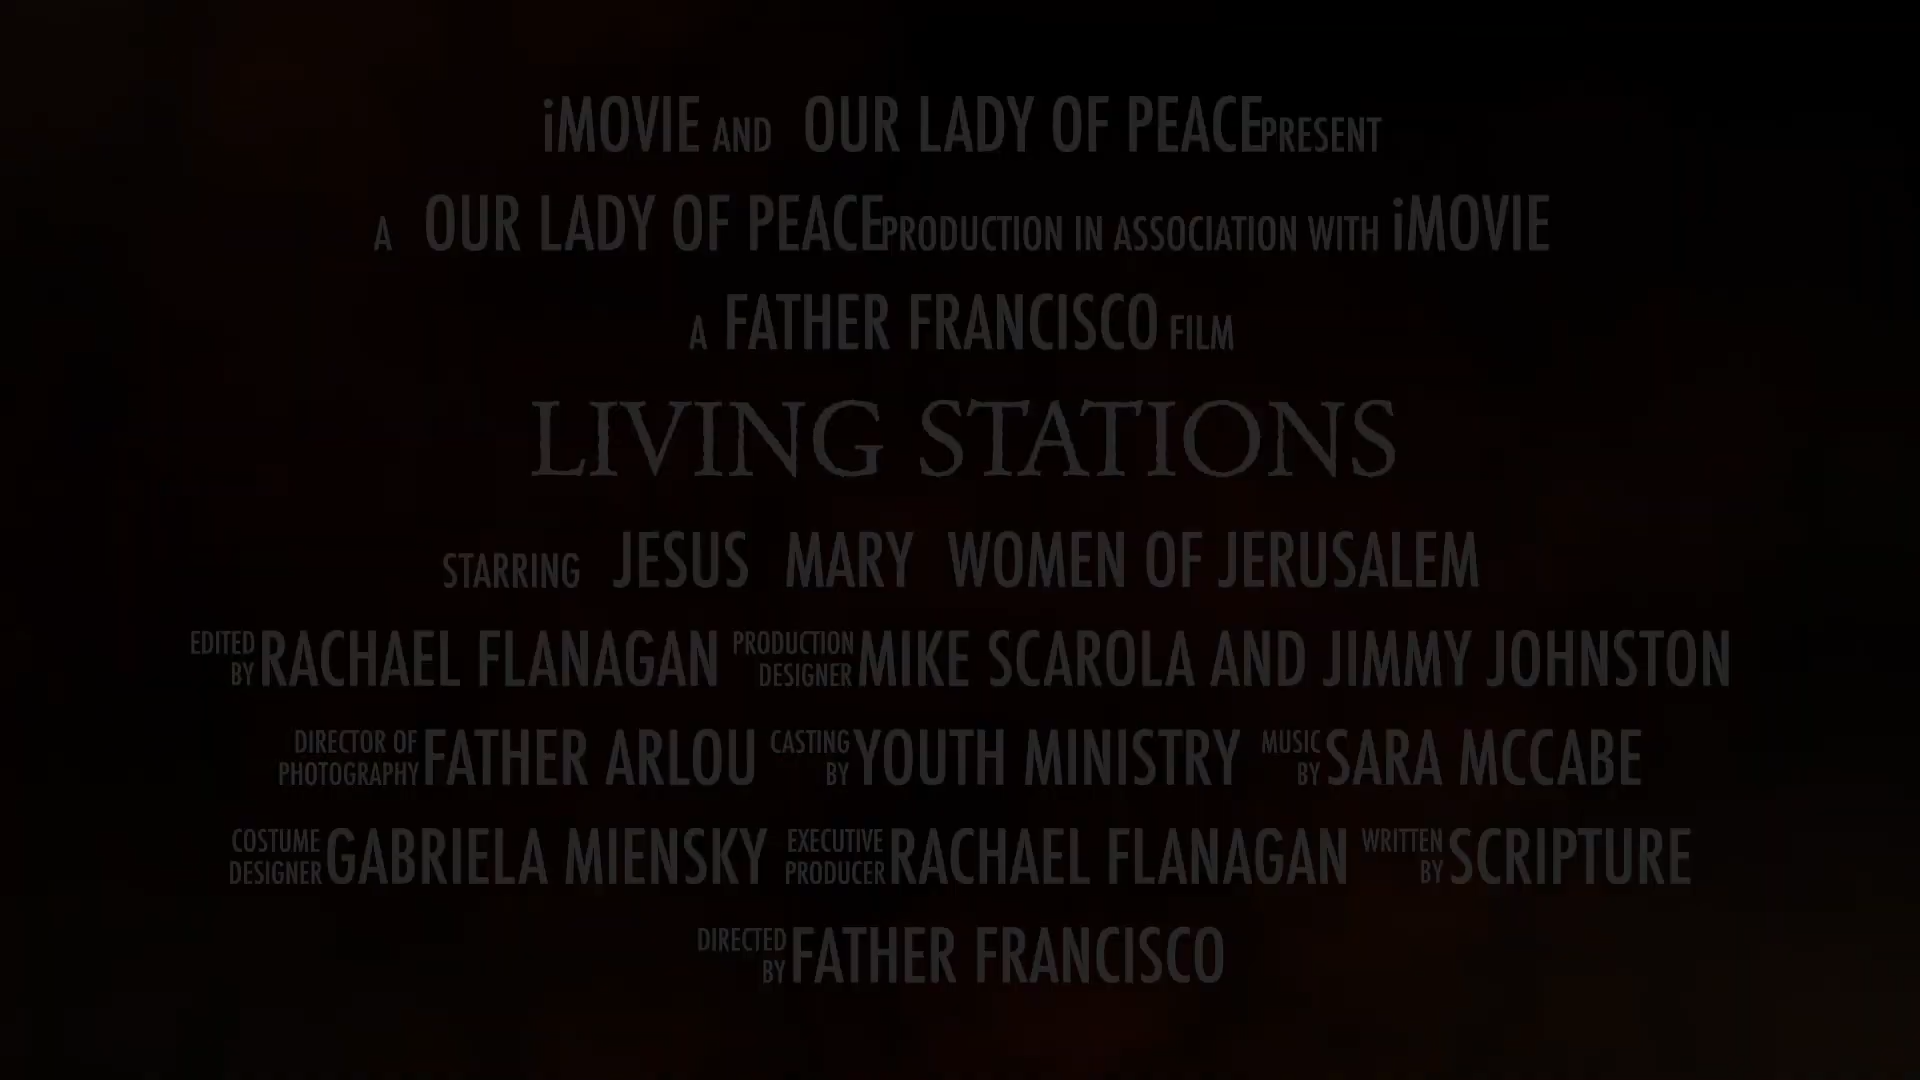 iMOVIE AND OUR LADY OF PEACE PRESENT
A OUR LADY OF PEACE PRODUCTION IN ASSOCIATION WITH iMOVIE
A FATHER FRANCISCO FILM
LIVING STATIONS
STARRING JESUS MARY WOMEN OF JERUSALEM
EDITED BY RACHAEL FLANAGAN PRODUCTION DESIGNER MIKE SCAROLA AND JIMMY JOHNSTON
DIRECTOR OF PHOTOGRAPHY FATHER ARLOU CASTING BY YOUTH MINISTRY MUSIC BY SARA MCCABE
COSTUME DESIGNER GABRIELA MIENSKY EXECUTIVE PRODUCER RACHAEL FLANAGAN WRITTEN BY SCRIPTURE
DIRECTED BY FATHER FRANCISCO